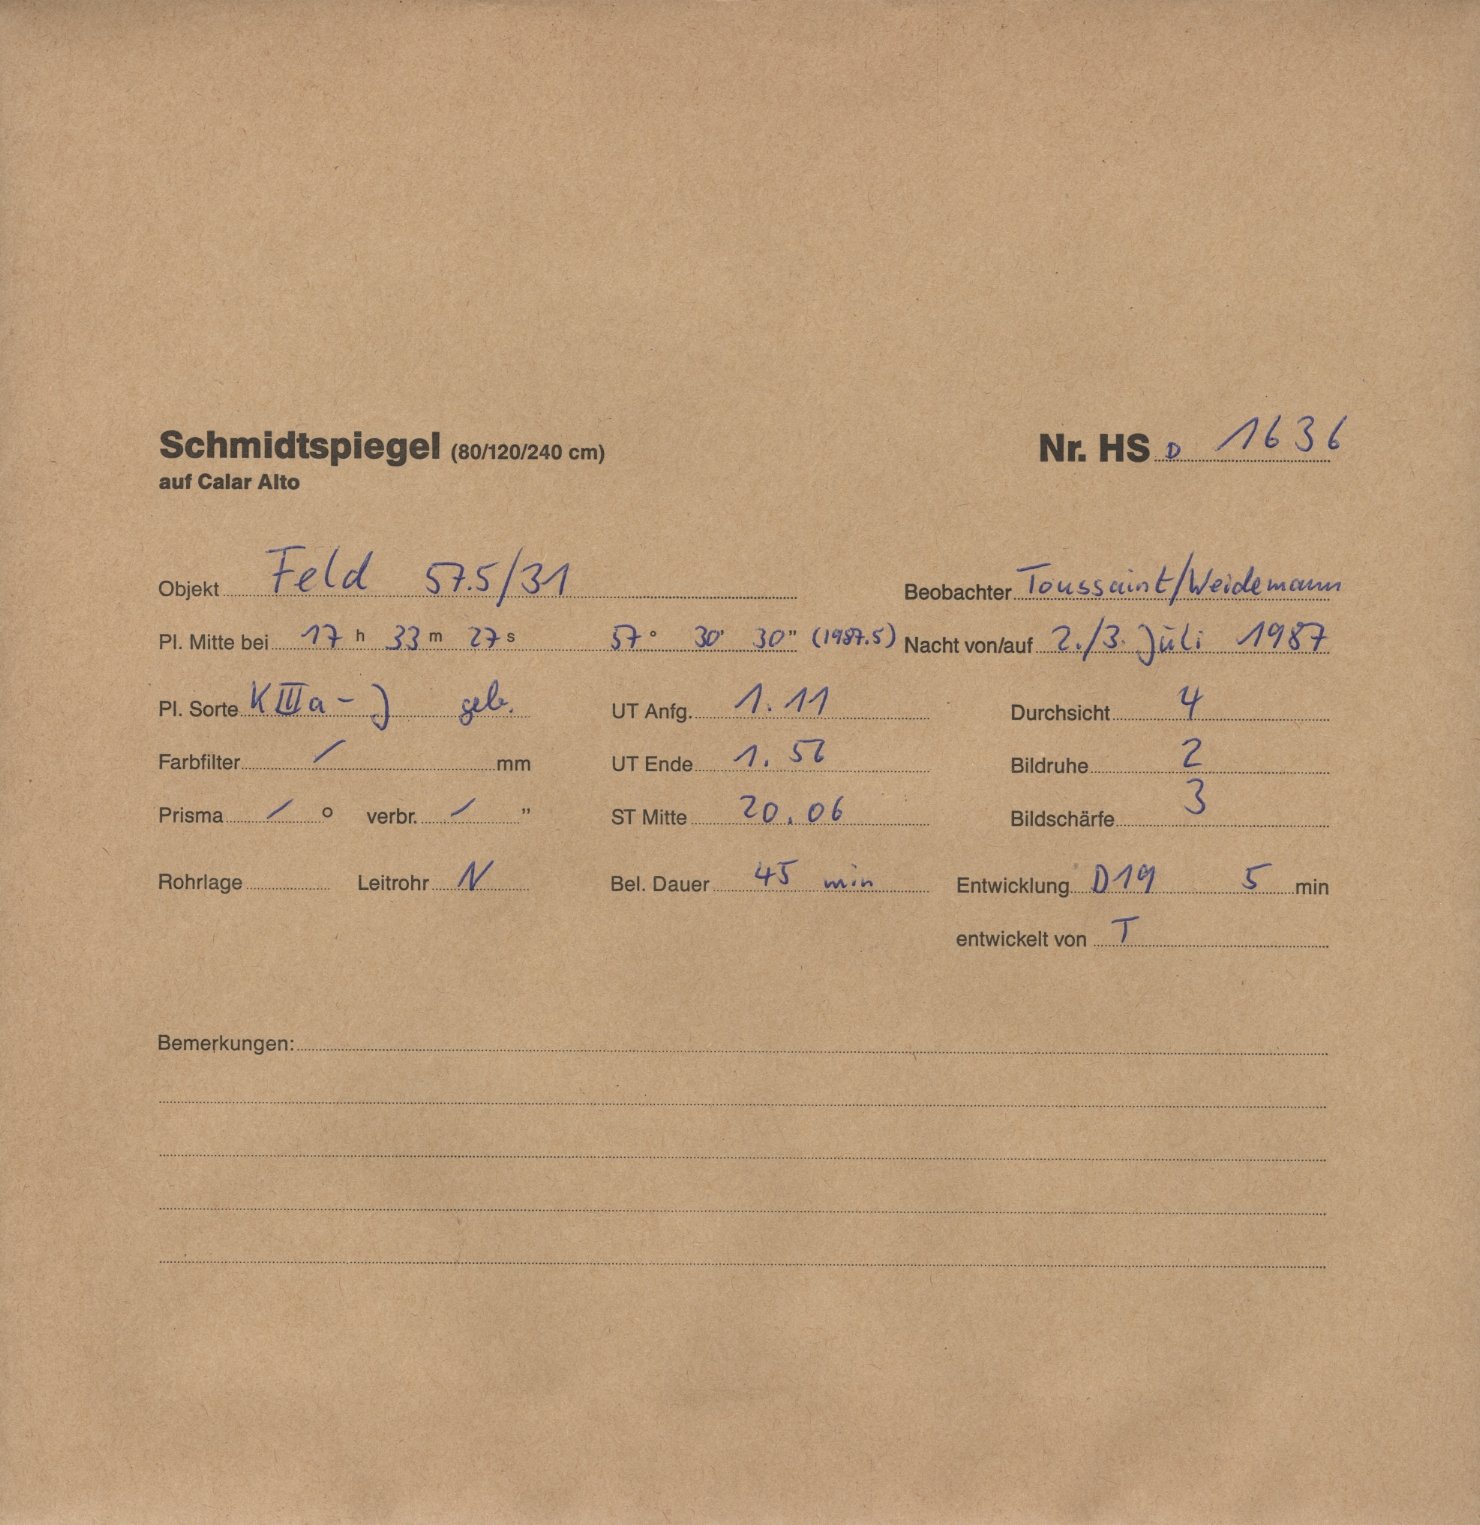 Schmidtspiegel (80/120/240 cm) Nr. HS D 1636
auf Calar Alto
Objekt Feld 57.5/31 Beobachter Toussaint/Weidemann
Pl. Mitte bei 17 h 33 m 27 s 57 ° 30' 30" (1987.5) Nacht von/auf 2./3. Juli 1987
Pl. Sorte K III a - J geb. UT Anfg. 1.11 Durchsicht 4
Farbfilter / mm UT Ende 1.56 Bildruhe 2
Prisma / ° verbr. / " ST Mitte 20.06 Bildschärfe 3
Rohrlage Leitrohr N Bel. Dauer 45 min Entwicklung D19 5 min
entwickelt von T
Bemerkungen: